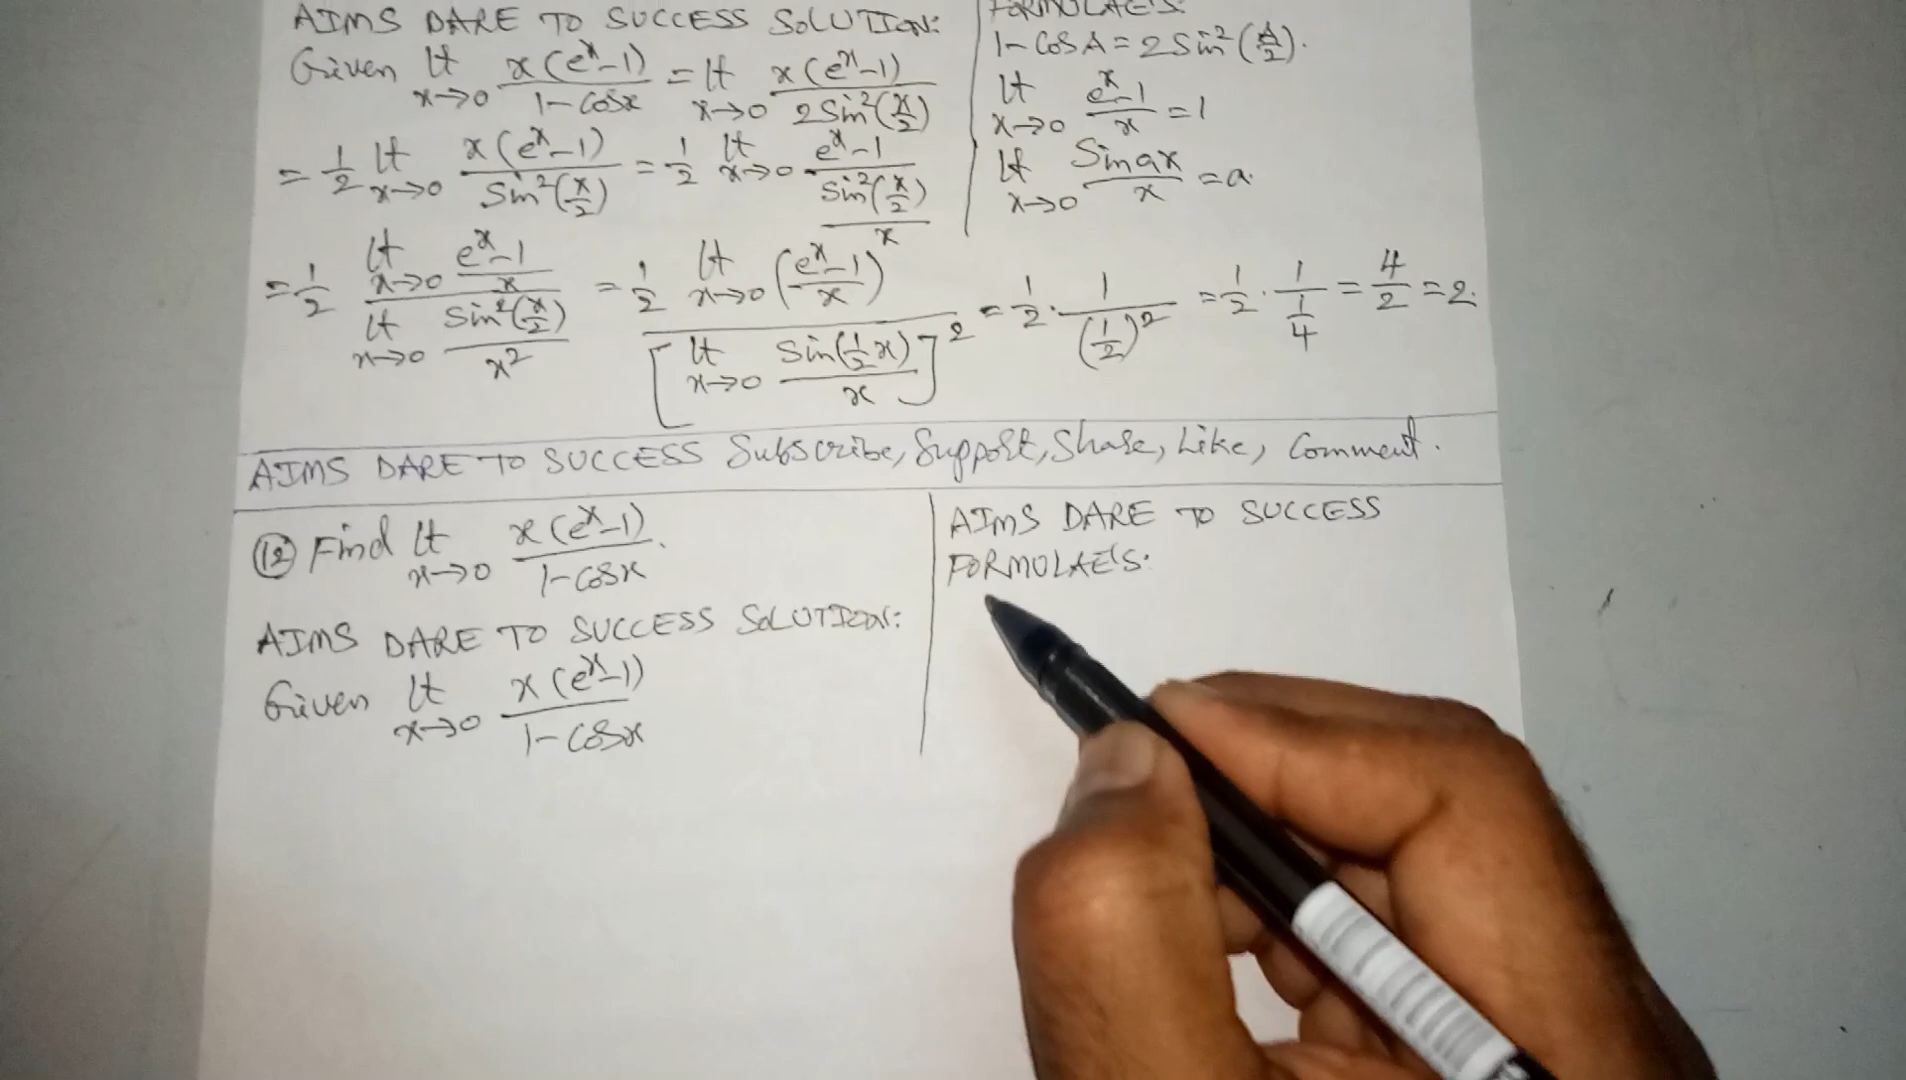 AIMS DARE TO SUCCESS SOLUTION:
Given lt x→0 x(e^x-1)/(1-cosx) = lt x→0 x(e^x-1)/(2sin²(x/2))
= 1/2 lt x→0 x(e^x-1)/(sin²(x/2)) = 1/2 lt x→0 (e^x-1)/(sin²(x/2)/x)
= 1/2 (lt x→0 (e^x-1)/x)/(lt x→0 sin²(x/2)/x²) = 1/2 (lt x→0 ((e^x-1)/x))/[lt x→0 sin(1/2 x)/x]² = 1/2 · 1/(1/2)² = 1/2 · 1/(1/4) = 4/2 = 2.
FORMULAE'S:
1-cosA = 2sin²(A/2).
lt x→0 (e^x-1)/x = 1
lt x→0 sinax/x = a.
AIMS DARE TO SUCCESS Subscribe, Support, Share, Like, Comment.
(12) Find lt x→0 x(e^x-1)/(1-cosx).
AIMS DARE TO SUCCESS SOLUTION:
Given lt x→0 x(e^x-1)/(1-cosx)
AIMS DARE TO SUCCESS
FORMULAE'S: